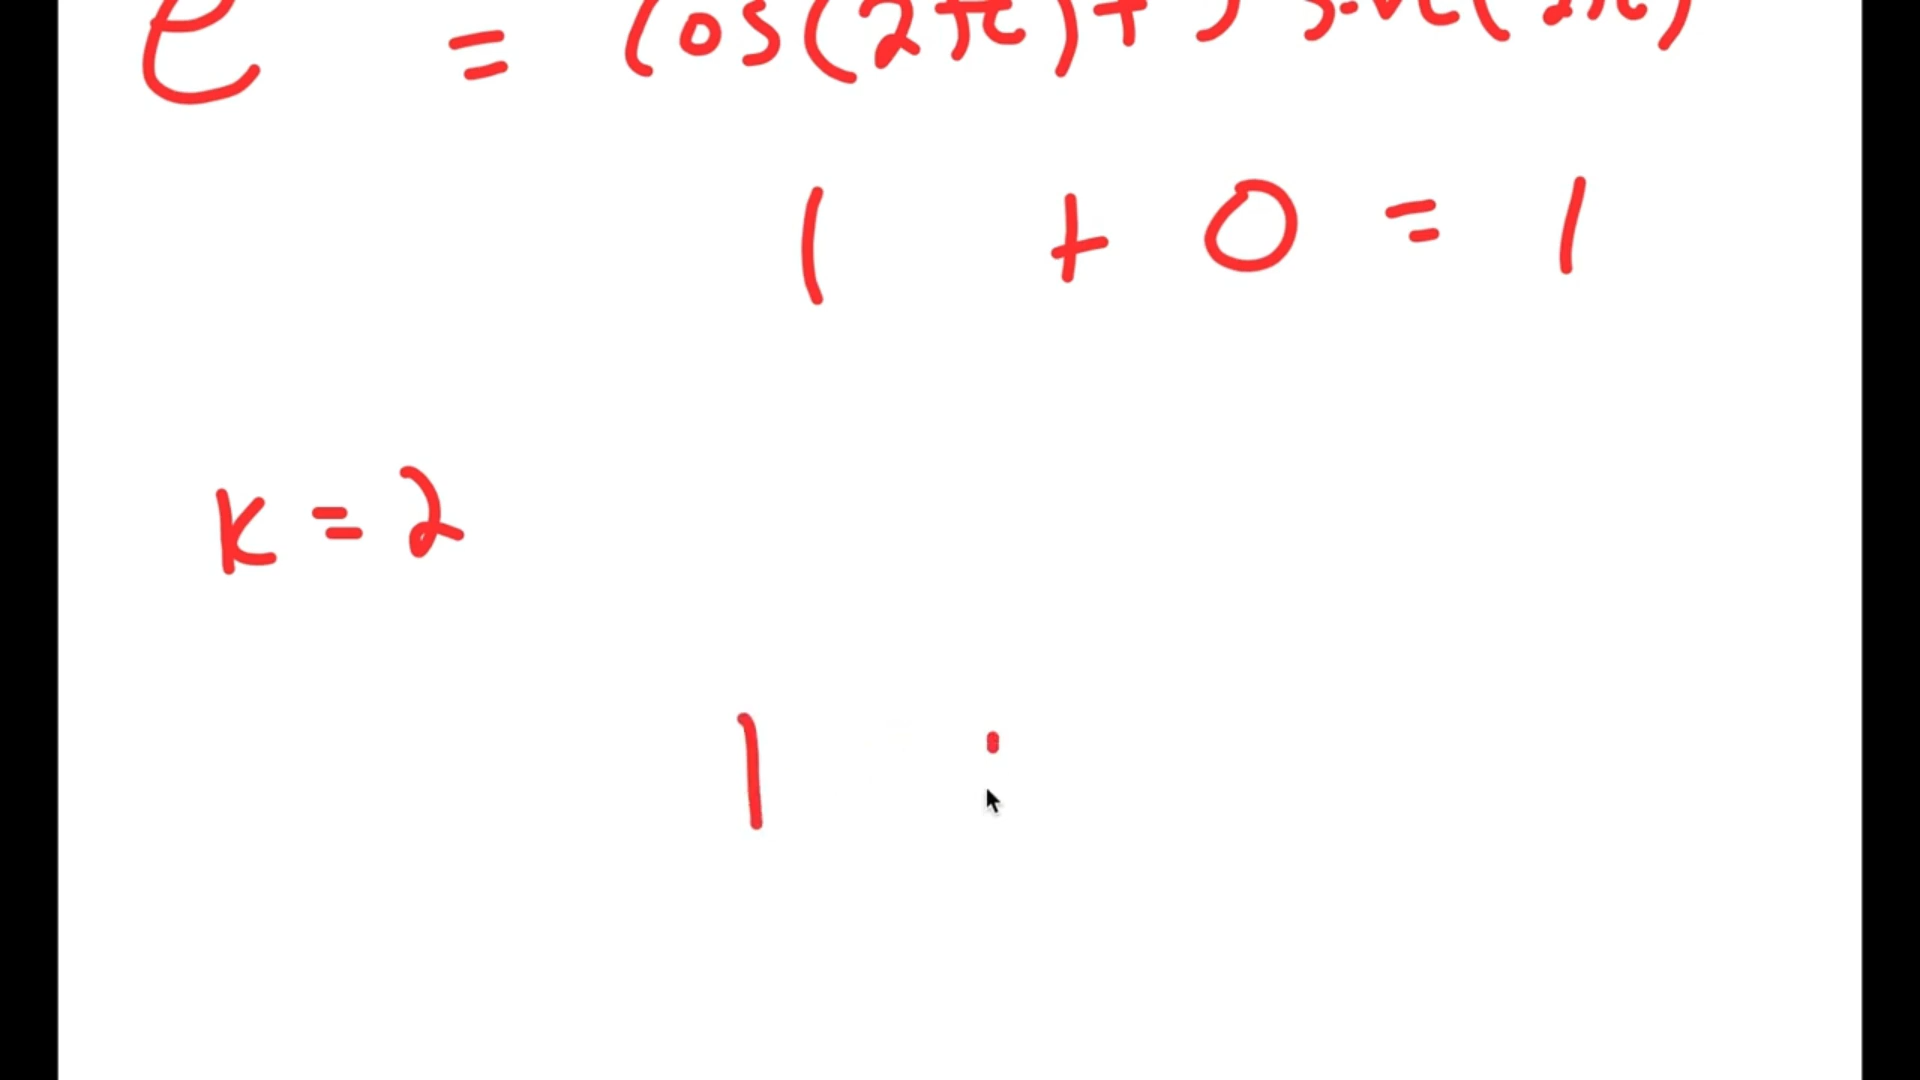 e = cos(2π) + j sin(2π)
1 + 0 = 1
k = 2
1